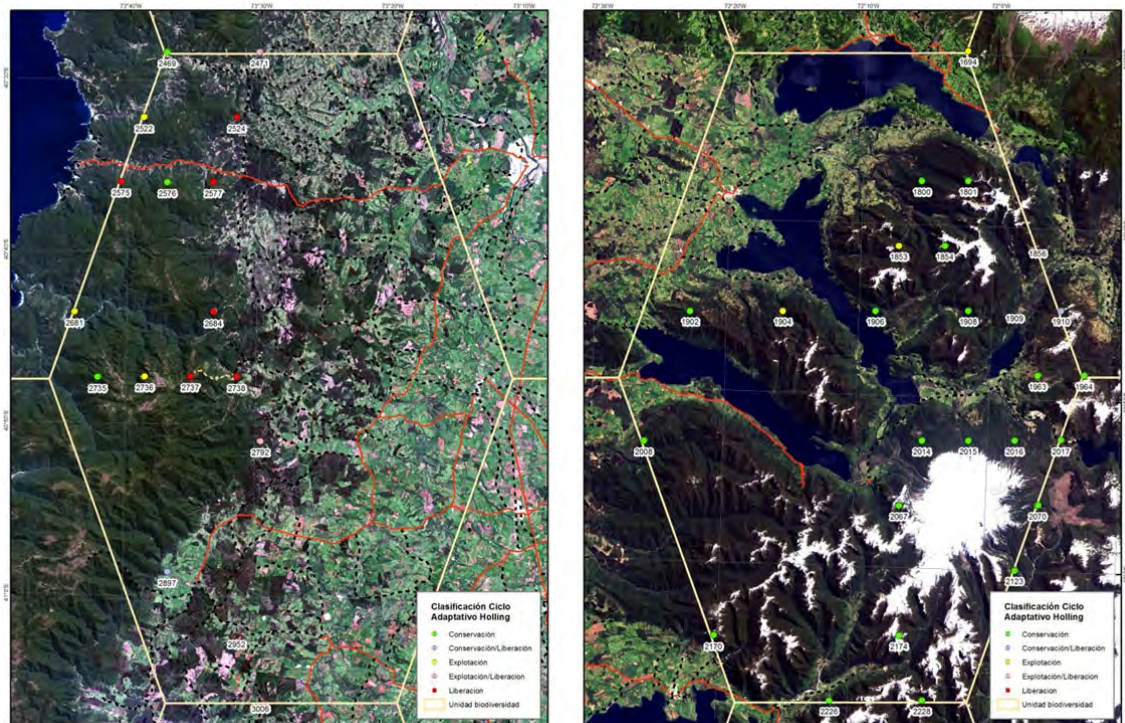 73°40'W 73°30'W 73°20'W 73°10'W
2469 2471
2522 2524
2575 2576 2577
2681 2684
2735 2736 2737 2738
2792
2897
2952
3006
Clasificación Ciclo
Adaptativo Holling
Conservación
Conservación/Liberación
Explotación
Explotación/Liberación
Liberacion
Unidad biodiversidad
72°30'W 72°20'W 72°10'W
1694
1800 1801
1853 1854 1856
1902 1904 1906 1908 1909 1910
1963 1964
2008 2014 2015 2016 2017
2067 2070
2123
2170 2174
2226 2228
Clasificación Ciclo
Adaptativo Holling
Conservación
Conservación/Liberación
Explotación
Explotación/Liberación
Liberacion
Unidad biodiversidad